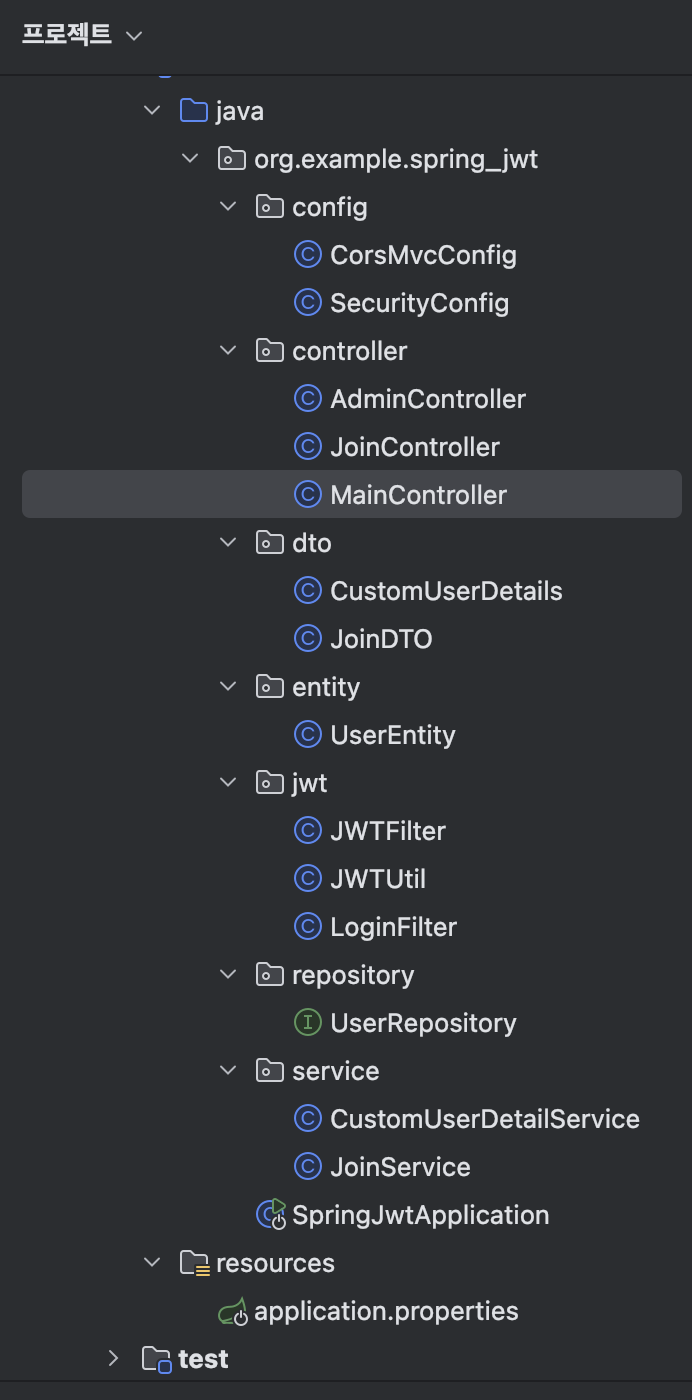 프로젝트
java
org.example.spring_jwt
config
CorsMvcConfig
SecurityConfig
controller
AdminController
JoinController
MainController
dto
CustomUserDetails
JoinDTO
entity
UserEntity
jwt
JWTFilter
JWTUtil
LoginFilter
repository
UserRepository
service
CustomUserDetailService
JoinService
SpringJwtApplication
resources
application.properties
test